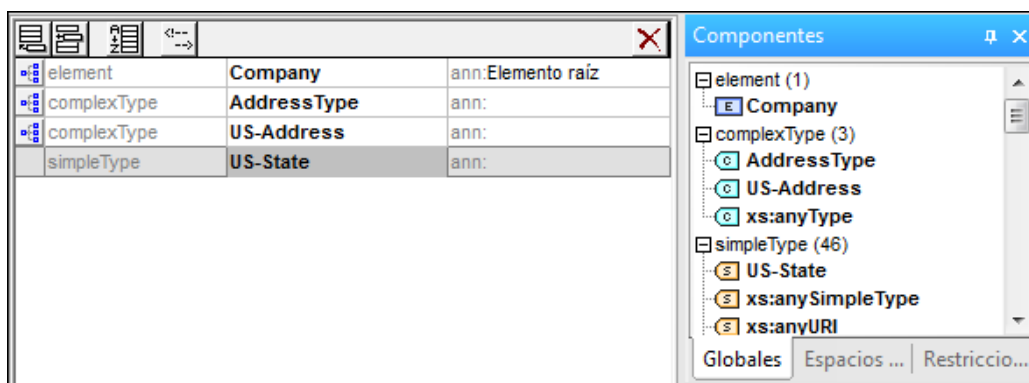 element Company ann:Elemento raíz
complexType AddressType ann:
complexType US-Address ann:
simpleType US-State ann:
Componentes
element (1)
E Company
complexType (3)
C AddressType
C US-Address
C xs:anyType
simpleType (46)
S US-State
S xs:anySimpleType
S xs:anyURI
Globales Espacios ... Restriccio...